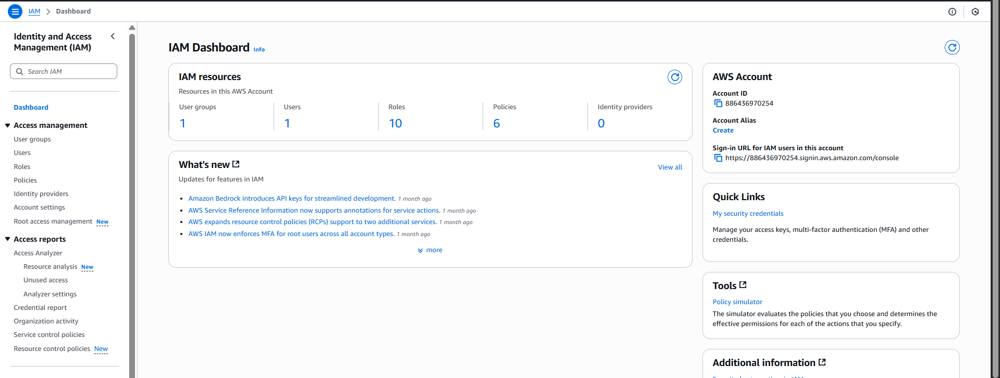 IAM > Dashboard
Identity and Access
Management (IAM)
Search IAM
Dashboard
Access management
User groups
Users
Roles
Policies
Identity providers
Account settings
Root access management New
Access reports
Access Analyzer
Resource analysis New
Unused access
Analyzer settings
Credential report
Organization activity
Service control policies
Resource control policies New
IAM Dashboard Info
IAM resources
Resources in this AWS Account
User groups
1
Users
1
Roles
10
Policies
6
Identity providers
0
What's new
View all
Updates for features in IAM
• Amazon Bedrock introduces API keys for streamlined development. 1 month ago
• AWS Service Reference Information now supports annotations for service actions. 1 month ago
• AWS expands resource control policies (RCPs) support to two additional services. 1 month ago
• AWS IAM now enforces MFA for root users across all account types. 1 month ago
more
AWS Account
Account ID
886436970254
Account Alias
Create
Sign-in URL for IAM users in this account
https://886436970254.signin.aws.amazon.com/console
Quick Links
My security credentials
Manage your access keys, multi-factor authentication (MFA) and other
credentials.
Tools
Policy simulator
The simulator evaluates the policies that you choose and determines the
effective permissions for each of the actions that you specify.
Additional information